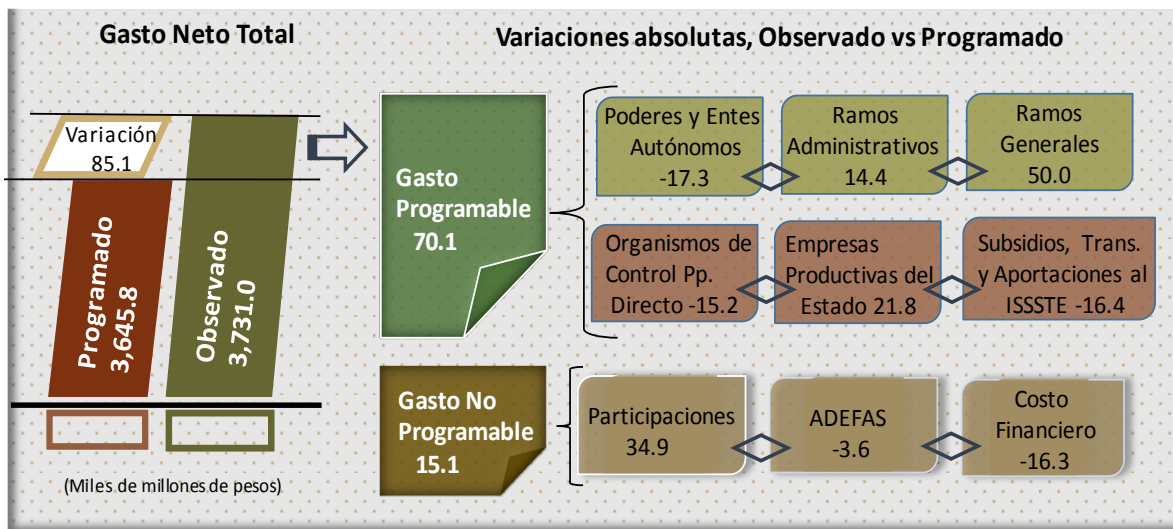 Gasto Neto Total
Variación
85.1
Programado
3,645.8
Observado
3,731.0
(Miles de millones de pesos)
Variaciones absolutas, Observado vs Programado
Gasto
Programable
70.1
Poderes y Entes
Autónomos
-17.3
Ramos
Administrativos
14.4
Ramos
Generales
50.0
Organismos de
Control Pp.
Directo -15.2
Empresas
Productivas del
Estado 21.8
Subsidios, Trans.
y Aportaciones al
ISSSTE -16.4
Gasto No
Programable
15.1
Participaciones
34.9
ADEFAS
-3.6
Costo
Financiero
-16.3